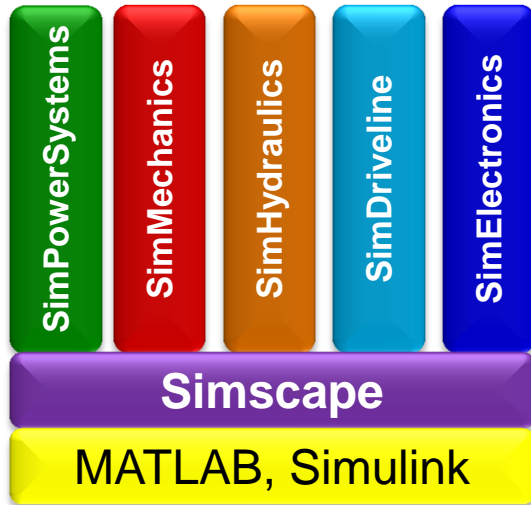 SimPowerSystems
SimMechanics
SimHydraulics
SimDriveline
SimElectronics
Simscape
MATLAB, Simulink